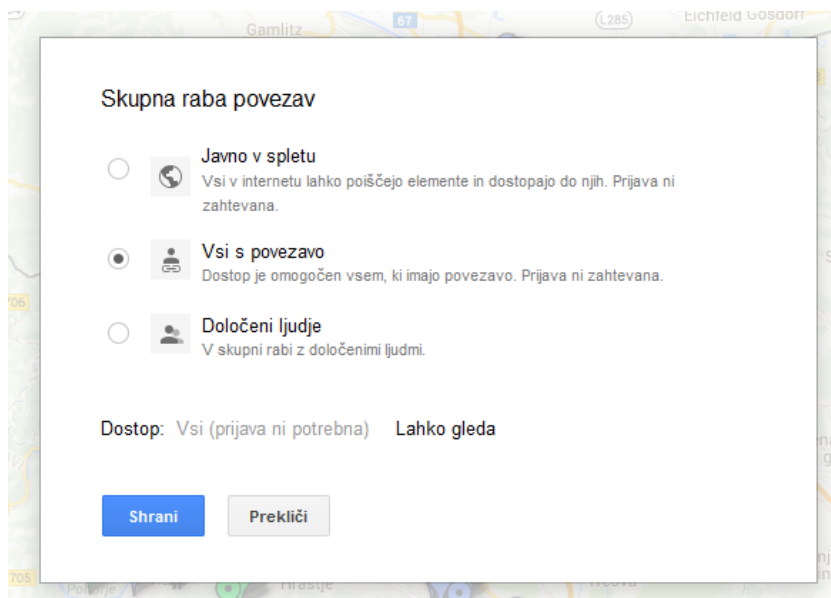 Gamlitz
67
L285
Eichfeld Gosdorf
Skupna raba povezav
Javno v spletu
Vsi v internetu lahko poiščejo elemente in dostopajo do njih. Prijava ni
zahtevana.
Vsi s povezavo
Dostop je omogočen vsem, ki imajo povezavo. Prijava ni zahtevana.
706
Določeni ljudje
V skupni rabi z določenimi ljudmi.
Dostop: Vsi (prijava ni potrebna) Lahko gleda
Shrani Prekliči
705
Pohorje
Hrastje